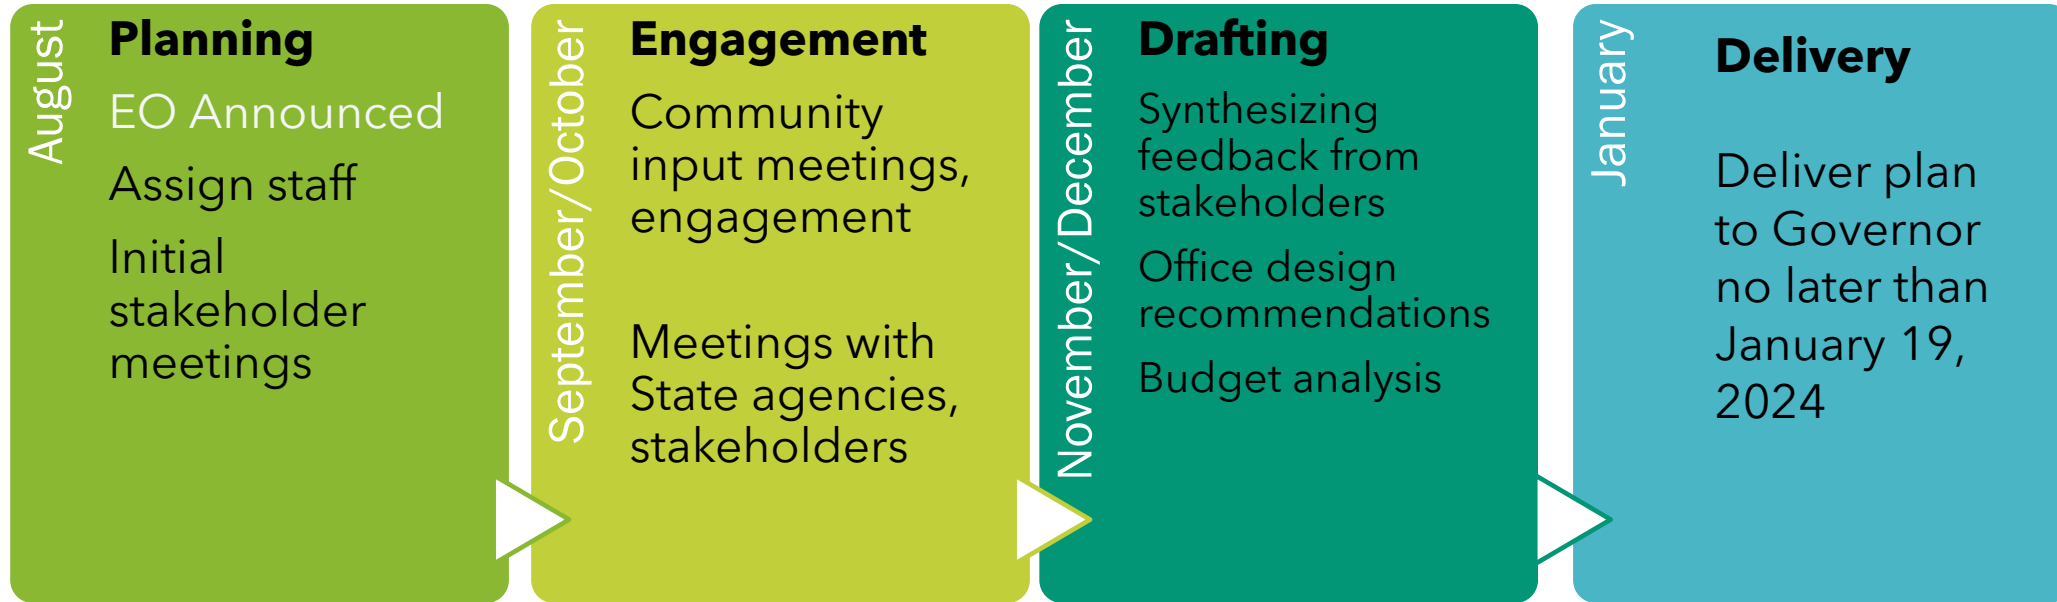 August
Planning
EO Announced
Assign staff
Initial
stakeholder
meetings
September/October
Engagement
Community
input meetings,
engagement
Meetings with
State agencies,
stakeholders
November/December
Drafting
Synthesizing
feedback from
stakeholders
Office design
recommendations
Budget analysis
January
Delivery
Deliver plan
to Governor
no later than
January 19,
2024